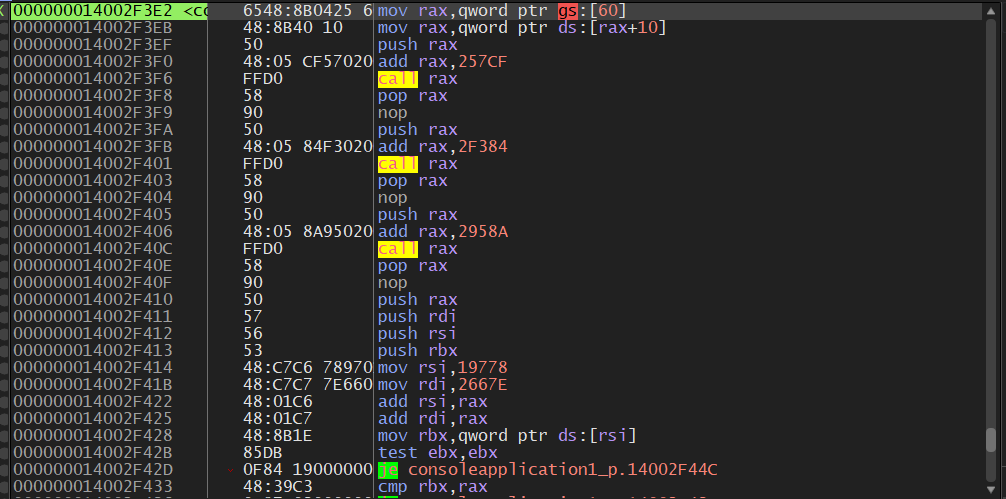 000000014002F3E2 <cc 6548:8B0425 6 mov rax,qword ptr gs:[60]
000000014002F3EB 48:8B40 10 mov rax,qword ptr ds:[rax+10]
000000014002F3EF 50 push rax
000000014002F3F0 48:05 CF57020 add rax,257CF
000000014002F3F6 FFD0 call rax
000000014002F3F8 58 pop rax
000000014002F3F9 90 nop
000000014002F3FA 50 push rax
000000014002F3FB 48:05 84F3020 add rax,2F384
000000014002F401 FFD0 call rax
000000014002F403 58 pop rax
000000014002F404 90 nop
000000014002F405 50 push rax
000000014002F406 48:05 8A95020 add rax,2958A
000000014002F40C FFD0 call rax
000000014002F40E 58 pop rax
000000014002F40F 90 nop
000000014002F410 50 push rax
000000014002F411 57 push rdi
000000014002F412 56 push rsi
000000014002F413 53 push rbx
000000014002F414 48:C7C6 78970 mov rsi,19778
000000014002F41B 48:C7C7 7E660 mov rdi,2667E
000000014002F422 48:01C6 add rsi,rax
000000014002F425 48:01C7 add rdi,rax
000000014002F428 48:8B1E mov rbx,qword ptr ds:[rsi]
000000014002F42B 85DB test ebx,ebx
000000014002F42D 0F84 19000000 je consoleapplication1_p.14002F44C
000000014002F433 48:39C3 cmp rbx,rax